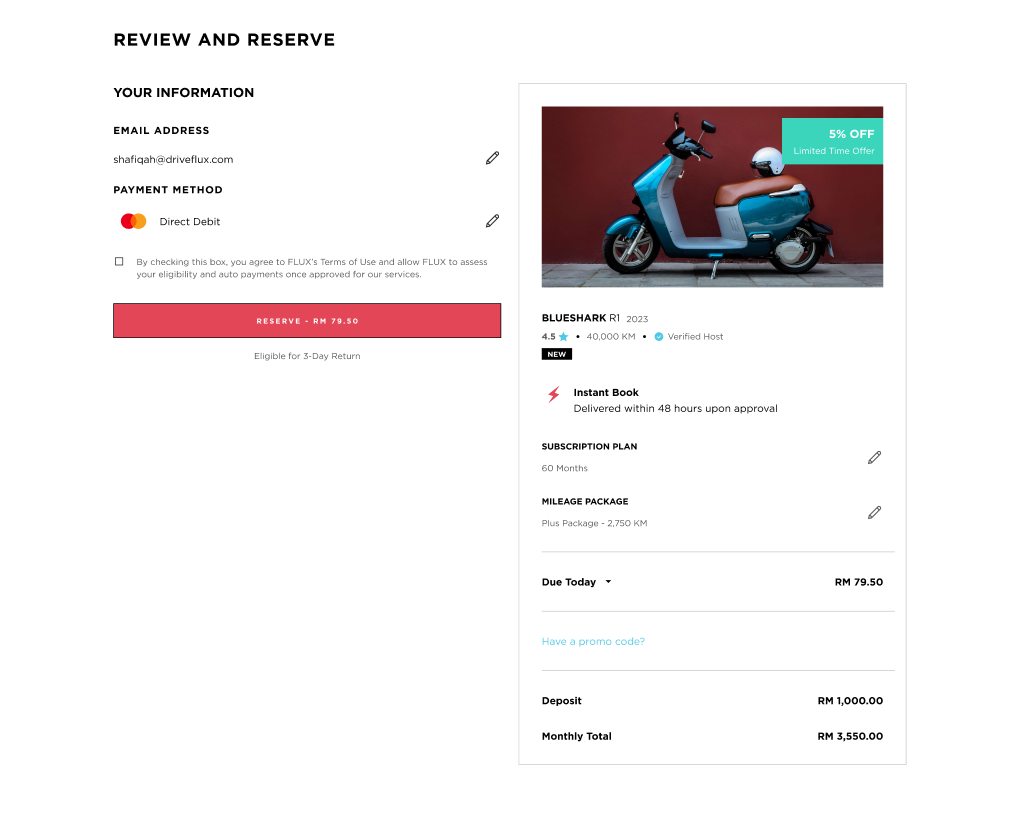 REVIEW AND RESERVE
YOUR INFORMATION
EMAIL ADDRESS
shafiqah@driveflux.com
PAYMENT METHOD
Direct Debit
By checking this box, you agree to FLUX's Terms of Use and allow FLUX to assess
your eligibility and auto payments once approved for our services.
RESERVE - RM 79.50
Eligible for 3-Day Return
5% OFF
Limited Time Offer
BLUESHARK R1 2023
4.5 • 40,000 KM • Verified Host
NEW
Instant Book
Delivered within 48 hours upon approval
SUBSCRIPTION PLAN
60 Months
MILEAGE PACKAGE
Plus Package - 2,750 KM
Due Today RM 79.50
Have a promo code?
Deposit RM 1,000.00
Monthly Total RM 3,550.00